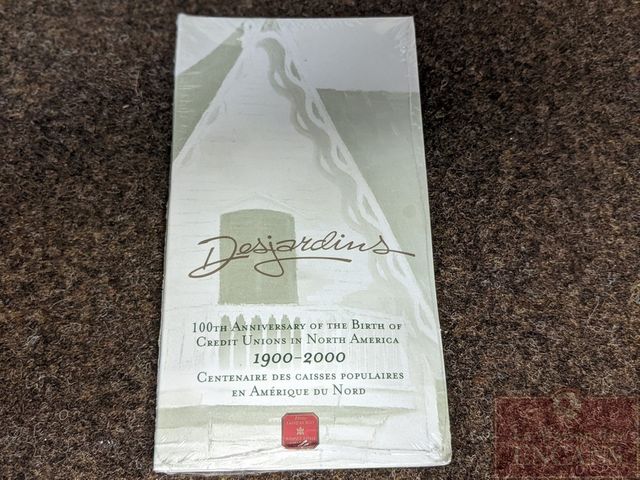 Desjardins
100TH ANNIVERSARY OF THE BIRTH OF
CREDIT UNIONS IN NORTH AMERICA
1900–2000
CENTENAIRE DES CAISSES POPULAIRES
EN AMÉRIQUE DU NORD